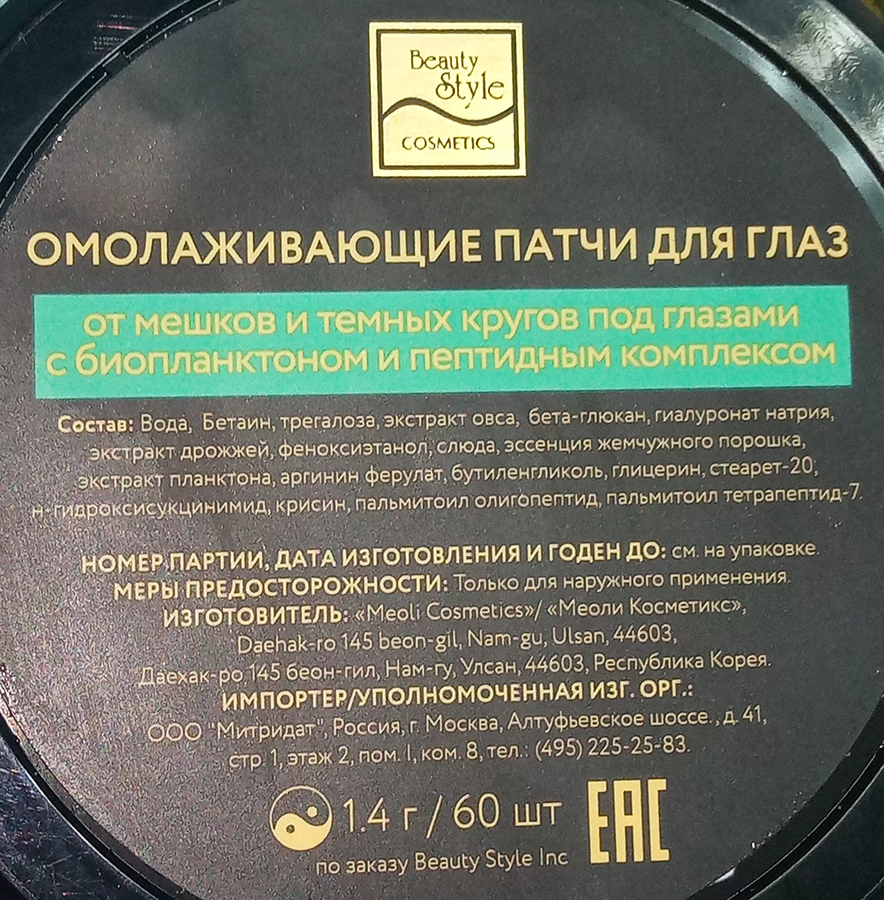 Beauty
Style
COSMETICS
ОМОЛАЖИВАЮЩИЕ ПАТЧИ ДЛЯ ГЛАЗ
от мешков и темных кругов под глазами
с биопланктоном и пептидным комплексом
Состав: Вода, Бетаин, трегалоза, экстракт овса, бета-глюкан, гиалуронат натрия,
экстракт дрожжей, феноксиэтанол, слюда, эссенция жемчужного порошка,
экстракт планктона, аргинин ферулат, бутиленгликоль, глицерин, стеарет-20,
н-гидроксисукцинимид, крисин, пальмитоил олигопептид, пальмитоил тетрапептид-7.
НОМЕР ПАРТИИ, ДАТА ИЗГОТОВЛЕНИЯ И ГОДЕН ДО: см. на упаковке.
МЕРЫ ПРЕДОСТОРОЖНОСТИ: Только для наружного применения.
ИЗГОТОВИТЕЛЬ: «Meoli Cosmetics»/ «Меоли Косметикс»,
Daehak-ro 145 beon-gil, Nam-gu, Ulsan, 44603,
Даехак-ро 145 беон-гил, Нам-гу, Улсан, 44603, Республика Корея.
ИМПОРТЕР/УПОЛНОМОЧЕННАЯ ИЗГ. ОРГ.:
ООО "Митридат", Россия, г. Москва, Алтуфьевское шоссе., д. 41,
стр. 1, этаж 2, пом. I, ком. 8, тел.: (495) 225-25-83.
1.4 г / 60 шт ЕАС
по заказу Beauty Style Inc